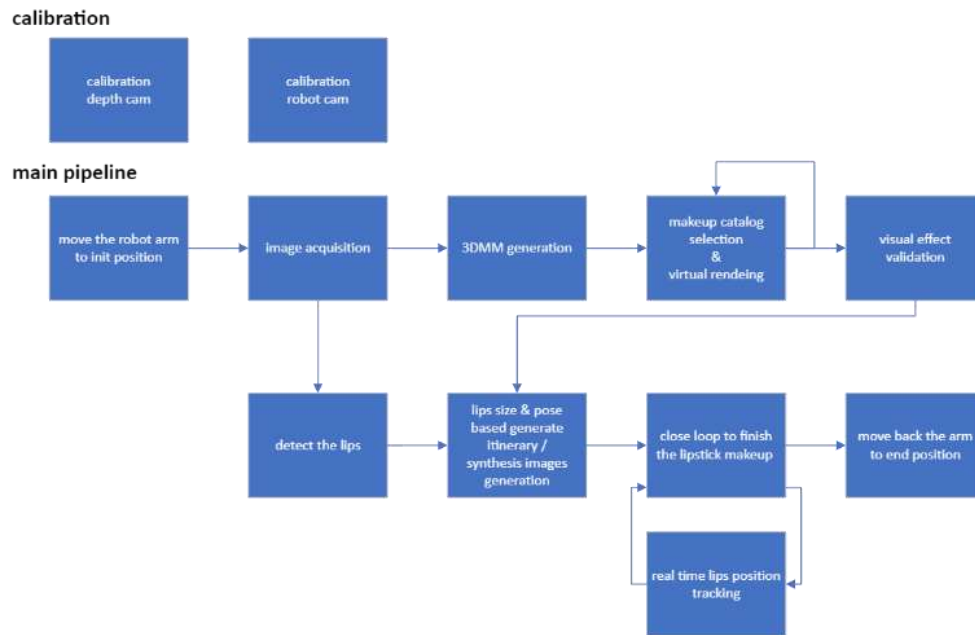 calibration
calibration
depth cam
calibration
robot cam
main pipeline
move the robot arm
to init position
image acquisition
3DMM generation
makeup catalog
selection
&
virtual rendeing
visual effect
validation
detect the lips
lips size & pose
based generate
itinerary /
synthesis images
generation
close loop to finish
the lipstick makeup
move back the arm
to end position
real time lips position
tracking